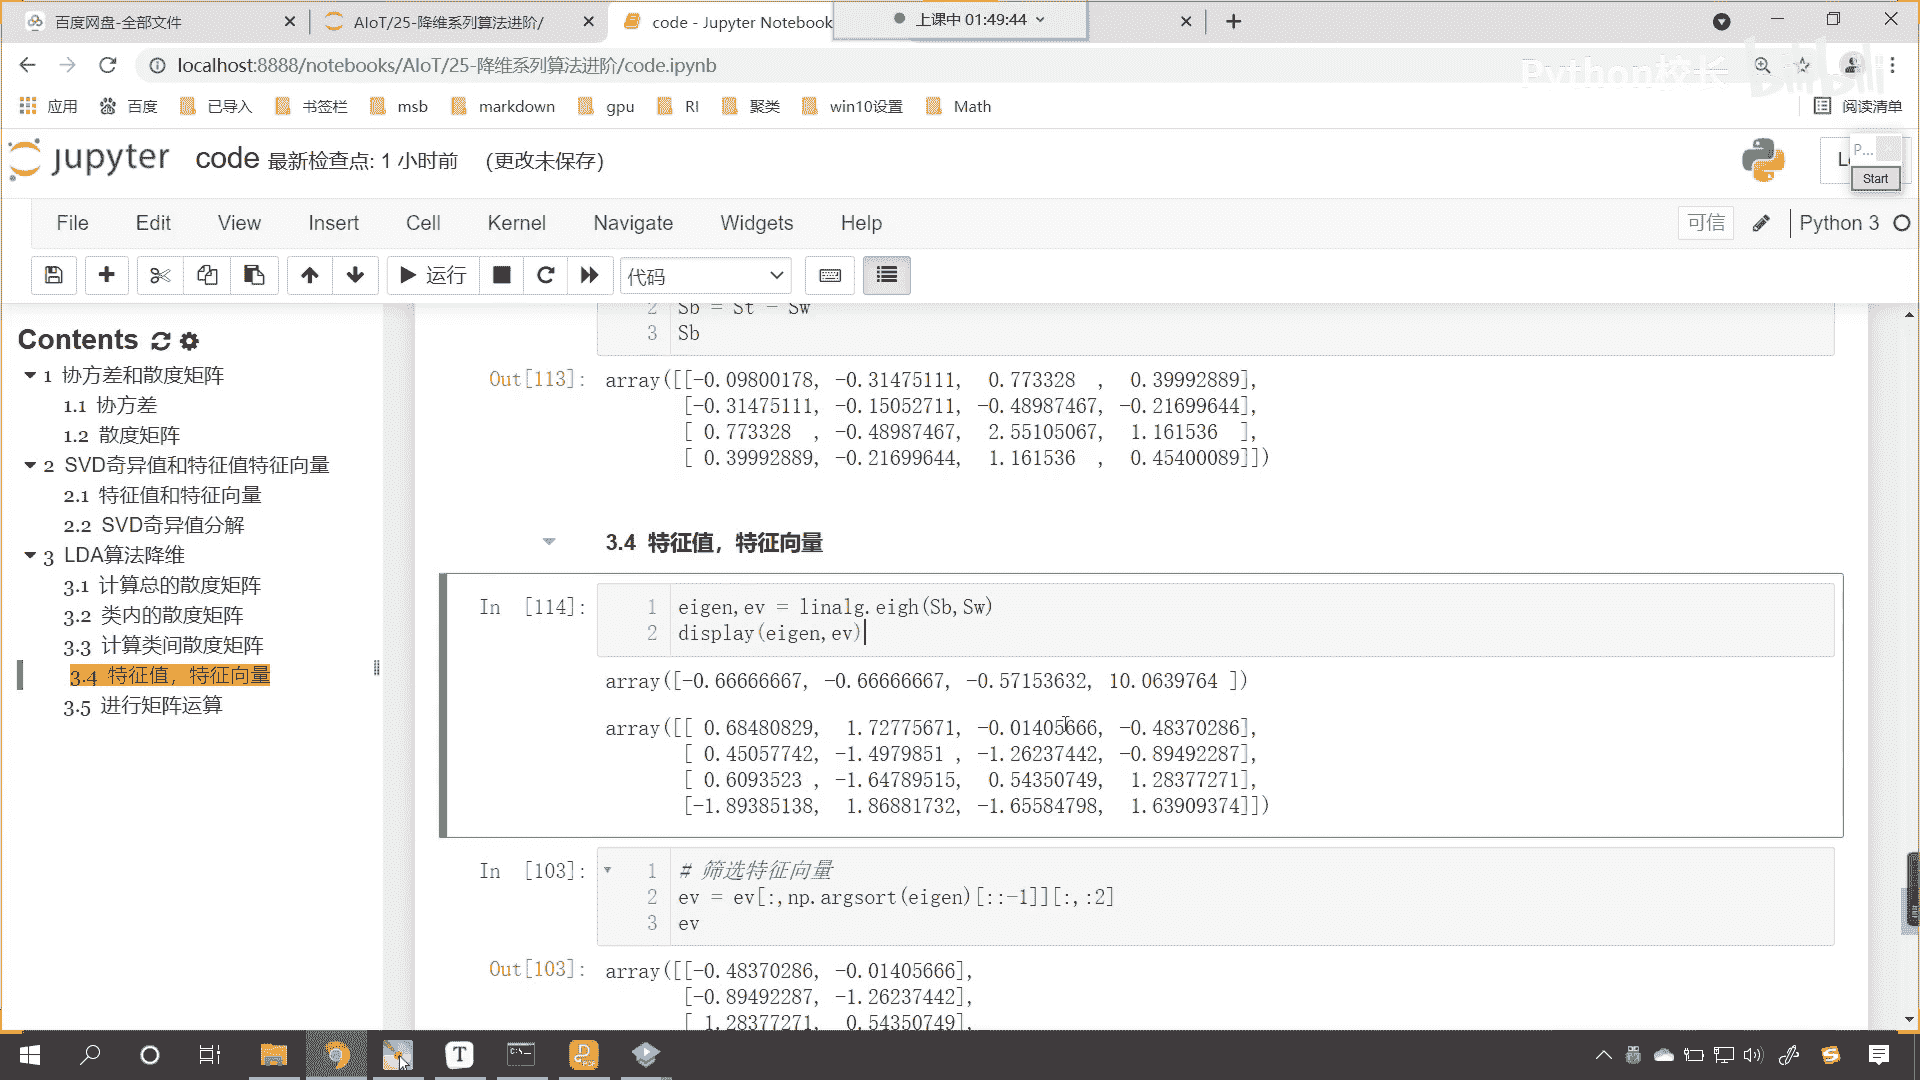 百度网盘-全部文件
AIoT/25-降维系列算法进阶/
code - Jupyter Notebook
上课中 01:49:44
localhost:8888/notebooks/AIoT/25-降维系列算法进阶/code.ipynb
Python校长 bilibili
应用 百度 已导入 书签栏 msb markdown gpu RI 聚类 win10设置 Math 阅读清单
jupyter code 最新检查点: 1 小时前 (更改未保存)
P...
Start
File Edit View Insert Cell Kernel Navigate Widgets Help 可信 Python 3
运行 代码
Contents
1 协方差和散度矩阵
1.1 协方差
1.2 散度矩阵
2 SVD奇异值和特征值特征向量
2.1 特征值和特征向量
2.2 SVD奇异值分解
3 LDA算法降维
3.1 计算总的散度矩阵
3.2 类内的散度矩阵
3.3 计算类间散度矩阵
3.4 特征值，特征向量
3.5 进行矩阵运算
2 Sb = St - Sw
3 Sb
Out[113]: array([[-0.09800178, -0.31475111, 0.773328 , 0.39992889],
[-0.31475111, -0.15052711, -0.48987467, -0.21699644],
[ 0.773328 , -0.48987467, 2.55105067, 1.161536 ],
[ 0.39992889, -0.21699644, 1.161536 , 0.45400089]])
3.4 特征值，特征向量
In [114]: 1 eigen,ev = linalg.eigh(Sb,Sw)
2 display(eigen,ev)
array([-0.66666667, -0.66666667, -0.57153632, 10.0639764 ])
array([[ 0.68480829, 1.72775671, -0.01405666, -0.48370286],
[ 0.45057742, -1.4979851 , -1.26237442, -0.89492287],
[ 0.6093523 , -1.64789515, 0.54350749, 1.28377271],
[-1.89385138, 1.86881732, -1.65584798, 1.63909374]])
In [103]: 1 # 筛选特征向量
2 ev = ev[:,np.argsort(eigen)[::-1]][:,:2]
3 ev
Out[103]: array([[-0.48370286, -0.01405666],
[-0.89492287, -1.26237442],
[ 1.28377271, 0.54350749],